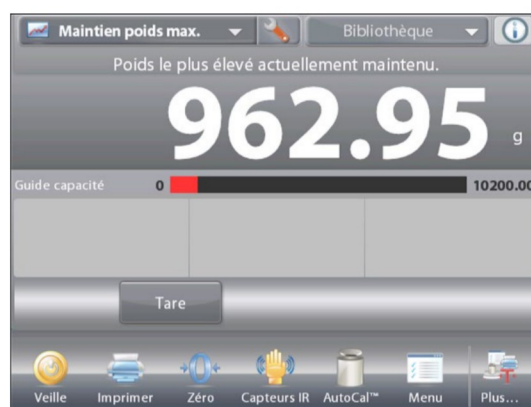 Maintien poids max. Bibliothèque
Poids le plus élevé actuellement maintenu.
962.95 g
Guide capacité 0 10200.00
Tare
Veille Imprimer Zéro Capteurs IR AutoCal™ Menu Plus...